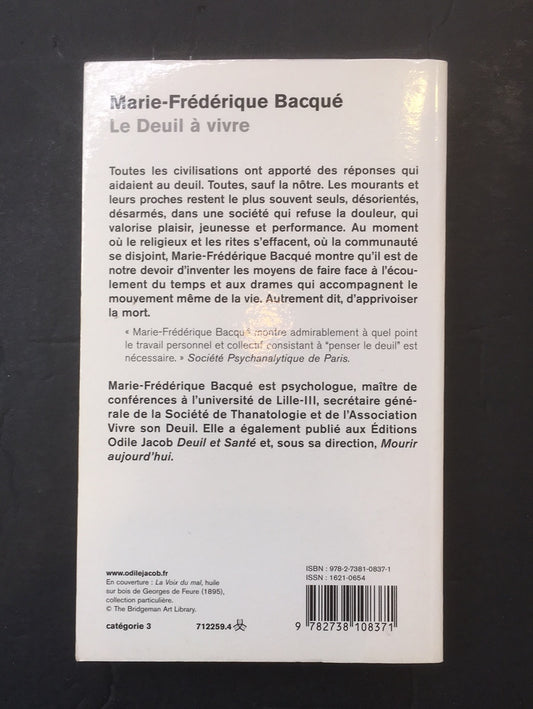 Marie-Frédérique Bacqué
Le Deuil à vivre
Toutes les civilisations ont apporté des réponses qui
aidaient au deuil. Toutes, sauf la nôtre. Les mourants et
leurs proches restent le plus souvent seuls, désorientés,
désarmés, dans une société qui refuse la douleur, qui
valorise plaisir, jeunesse et performance. Au moment
où le religieux et les rites s'effacent, où la communauté
se disjoint, Marie-Frédérique Bacqué montre qu'il est de
notre devoir d'inventer les moyens de faire face à l'écou-
lement du temps et aux drames qui accompagnent le
mouvement même de la vie. Autrement dit, d'apprivoiser
la mort.
« Marie-Frédérique Bacqué montre admirablement à quel point
le travail personnel et collectif consistant à "penser le deuil" est
nécessaire. » Société Psychanalytique de Paris.
Marie-Frédérique Bacqué est psychologue, maître de
conférences à l'université de Lille-III, secrétaire géné-
rale de la Société de Thanatologie et de l'Association
Vivre son Deuil. Elle a également publié aux Éditions
Odile Jacob Deuil et Santé et, sous sa direction, Mourir
aujourd'hui.
www.odilejacob.fr
En couverture : La Voix du mal, huile
sur bois de Georges de Feure (1895),
collection particulière.
© The Bridgeman Art Library.
catégorie 3
712259.4
ISBN : 978-2-7381-0837-1
ISSN : 1621-0654
9 782738 108371